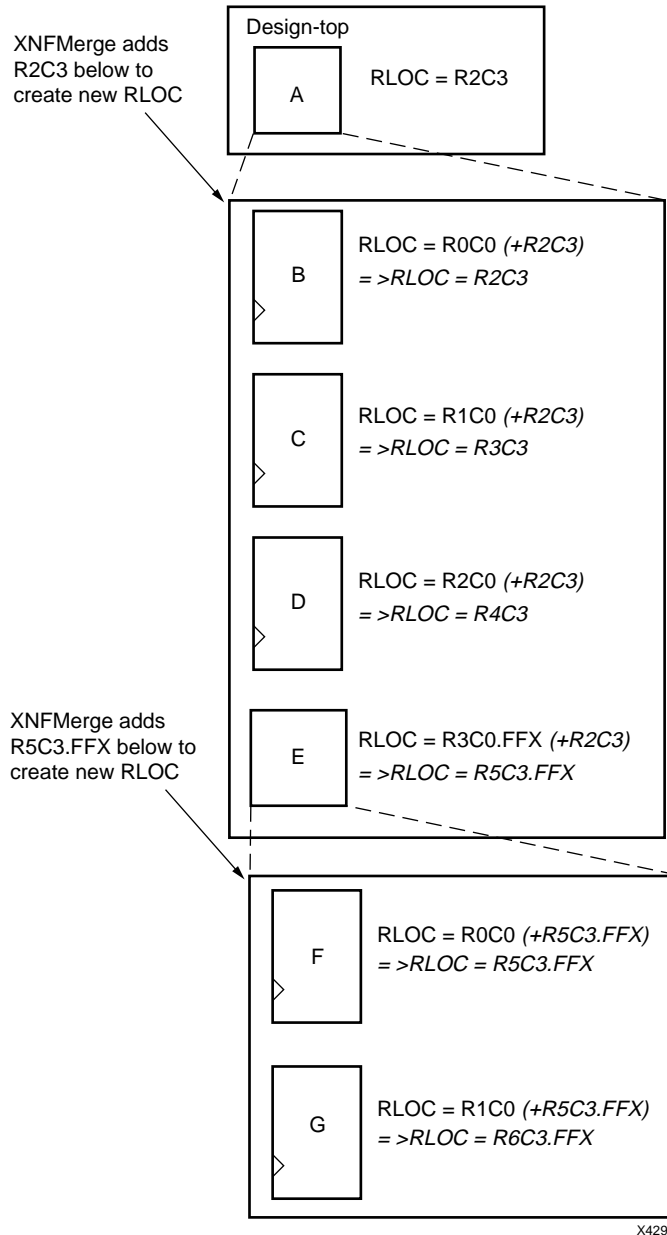 XNFMerge adds
R2C3 below to
create new RLOC
Design-top
A
RLOC = R2C3
B
RLOC = R0C0 (+R2C3)
= >RLOC = R2C3
C
RLOC = R1C0 (+R2C3)
= >RLOC = R3C3
D
RLOC = R2C0 (+R2C3)
= >RLOC = R4C3
XNFMerge adds
R5C3.FFX below to
create new RLOC
E
RLOC = R3C0.FFX (+R2C3)
= >RLOC = R5C3.FFX
F
RLOC = R0C0 (+R5C3.FFX)
= >RLOC = R5C3.FFX
G
RLOC = R1C0 (+R5C3.FFX)
= >RLOC = R6C3.FFX
X429